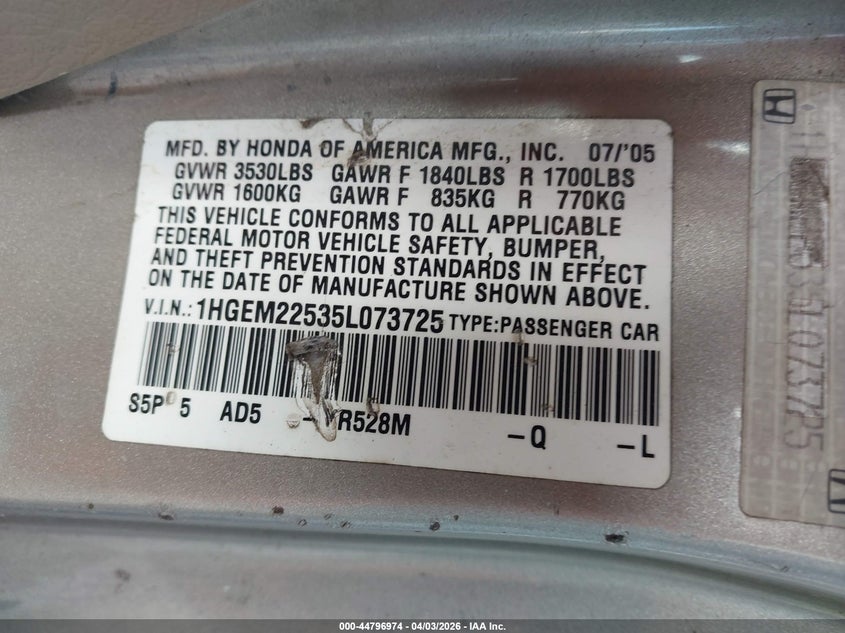 MFD. BY HONDA OF AMERICA MFG., INC. 07/'05
GVWR 3530LBS GAWR F 1840LBS R 1700LBS
GVWR 1600KG GAWR F 835KG R 770KG
THIS VEHICLE CONFORMS TO ALL APPLICABLE
FEDERAL MOTOR VEHICLE SAFETY, BUMPER,
AND THEFT PREVENTION STANDARDS IN EFFECT
ON THE DATE OF MANUFACTURE SHOWN ABOVE.
V.I.N.: 1HGEM22535L073725 TYPE:PASSENGER CAR
S5P 5 AD5 - R528M -Q -L
000-44796974 04/03/2026 IAA Inc.